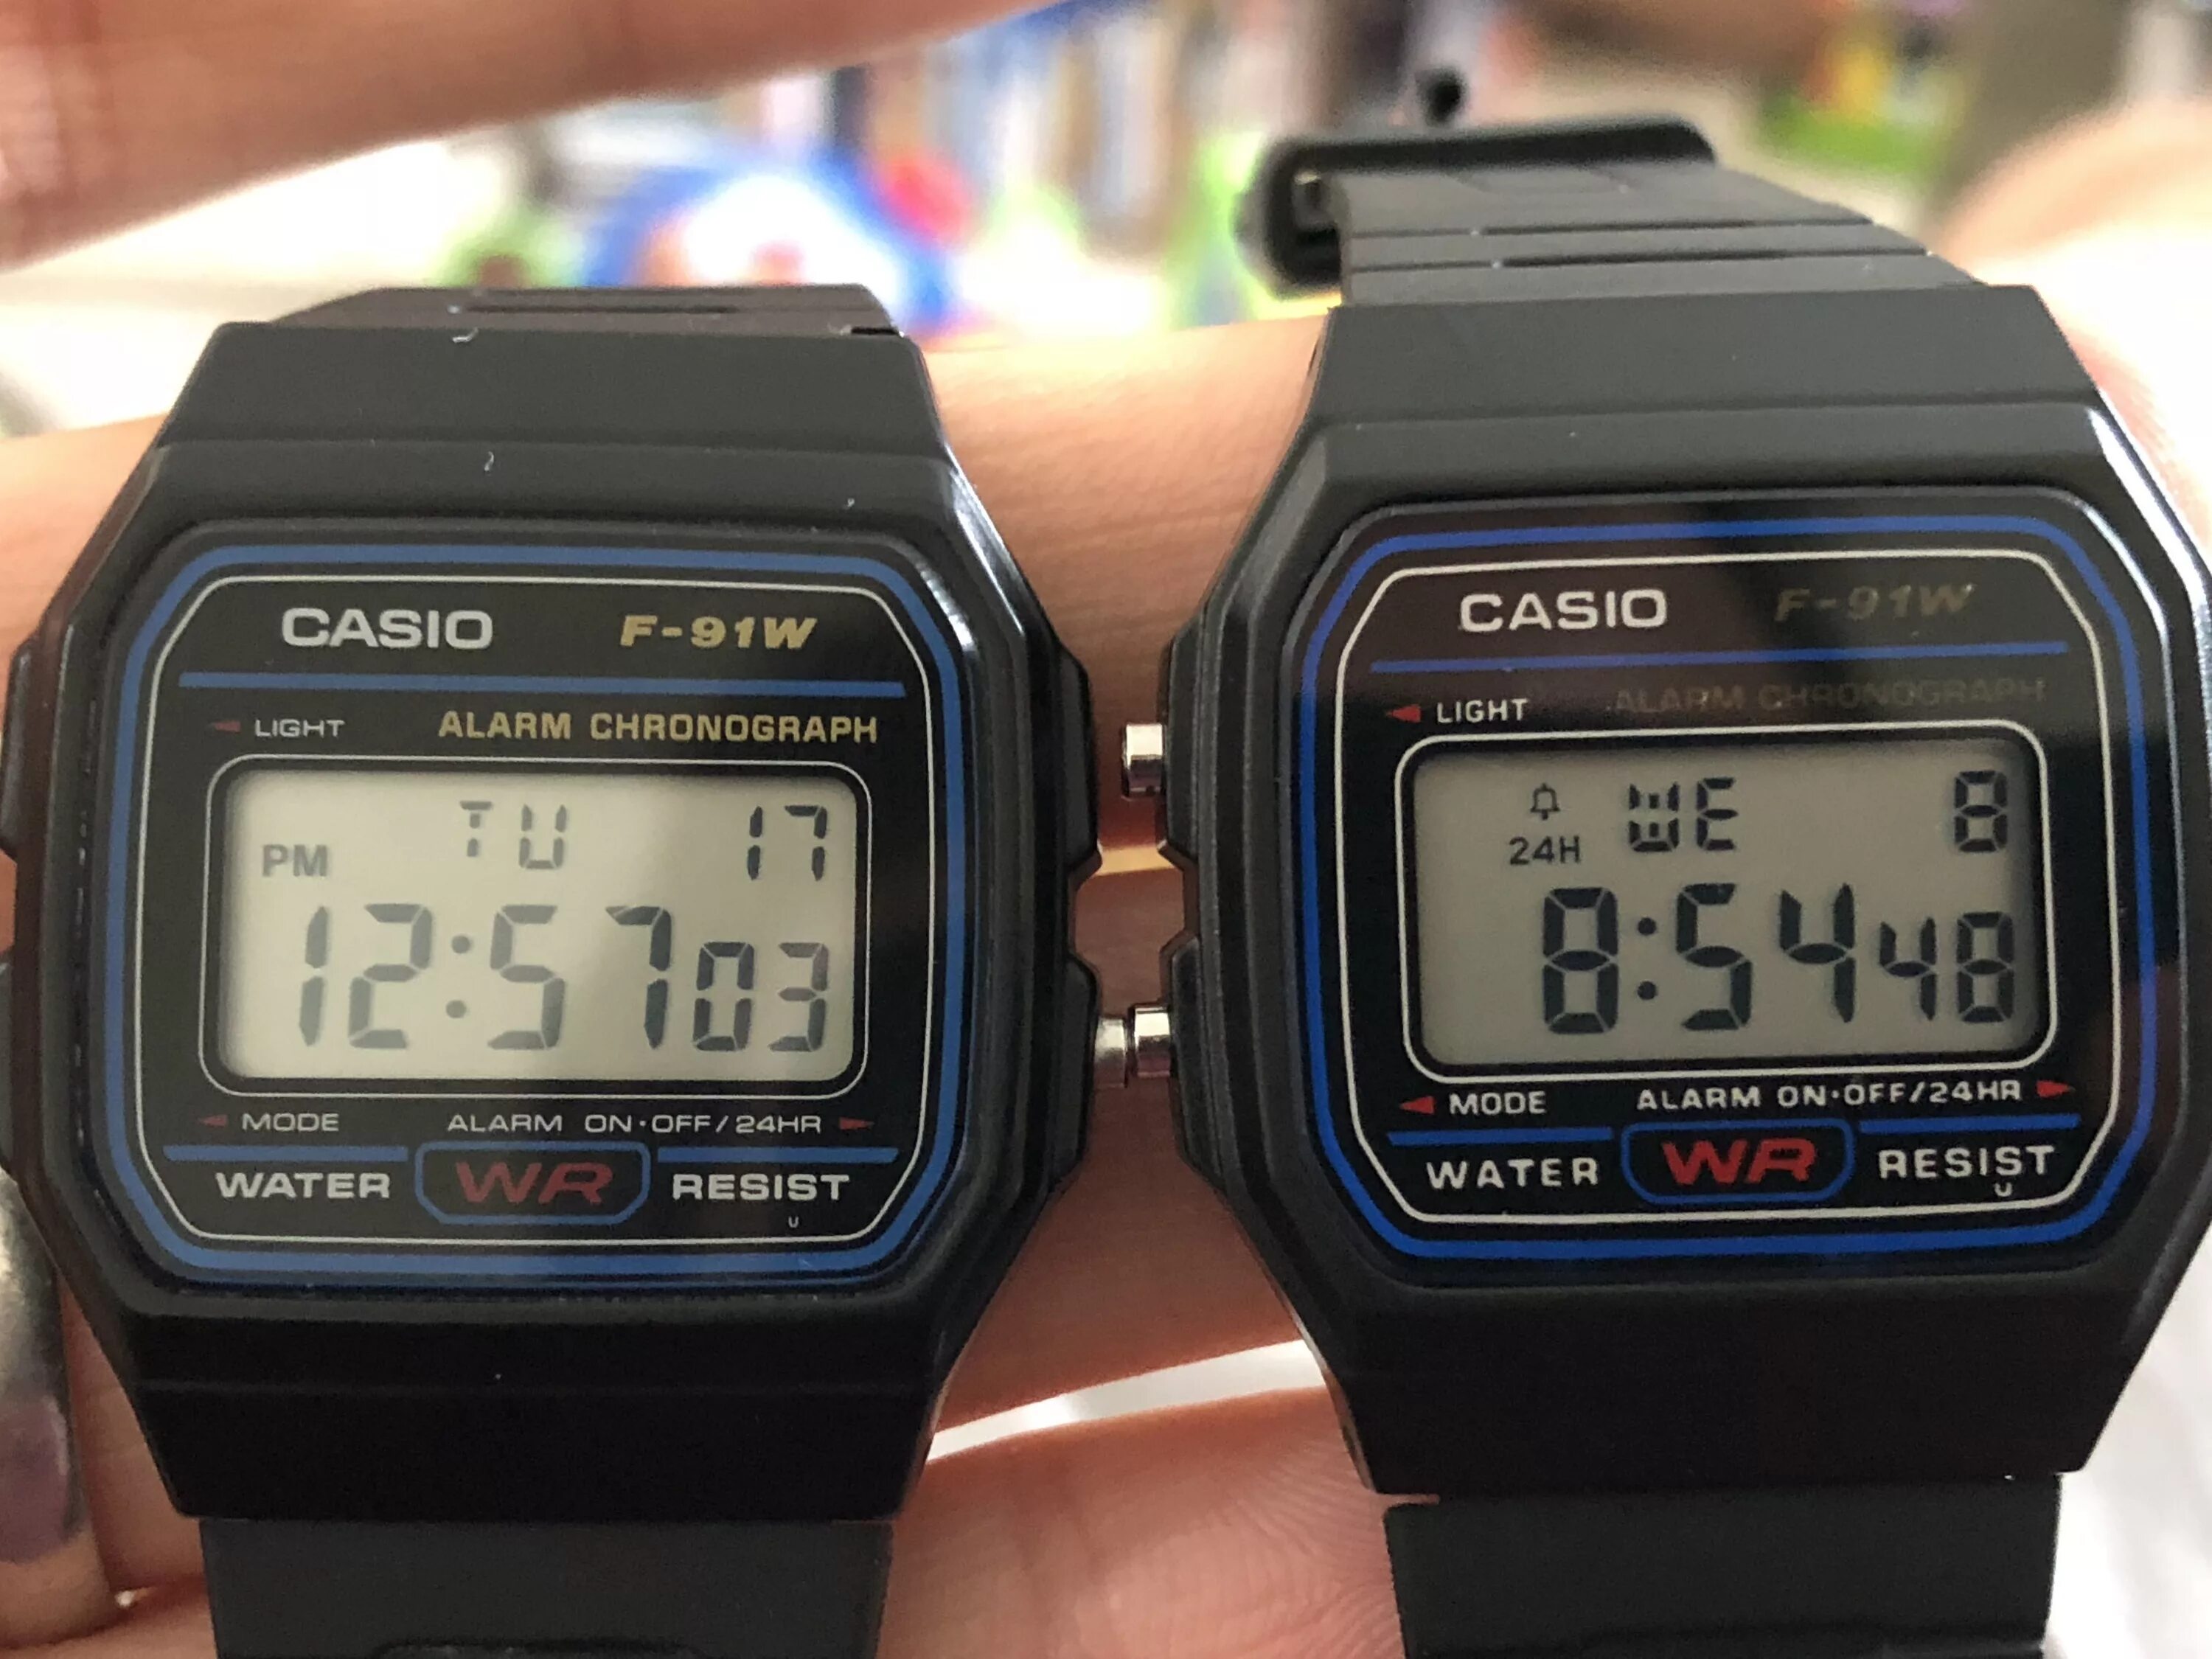 CASIO F-91W
LIGHT ALARM CHRONOGRAPH
TU 17
PM
12:57 03
MODE ALARM ON·OFF/24HR
WATER WR RESIST
U
CASIO F-91W
LIGHT ALARM CHRONOGRAPH
WE 8
24H
8:54 48
MODE ALARM ON·OFF/24HR
WATER WR RESIST
U